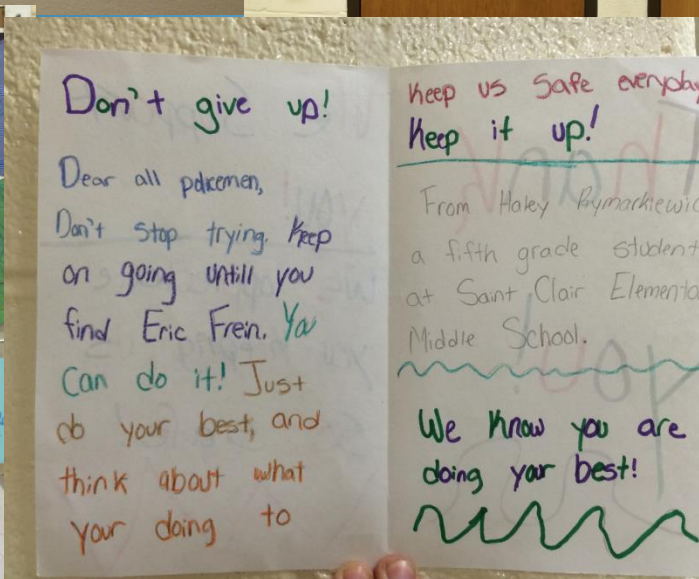 Don't give up!
Dear all policemen,
Don't stop trying. Keep
on going untill you
find Eric Frein. You
can do it! Just
do your best, and
think about what
your doing to
Keep us safe everyday
Keep it up!
From Haley
a fifth grade student
at Saint Clair
Middle School.
We know you are
doing your best!